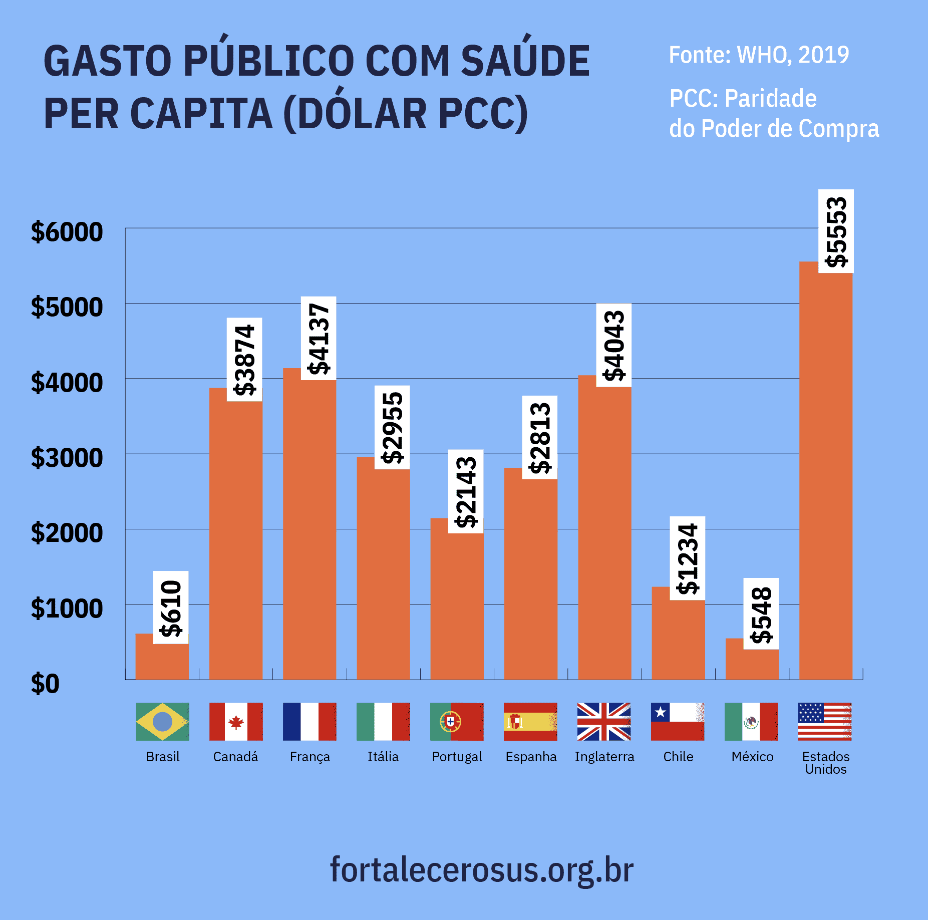 GASTO PÚBLICO COM SAÚDE
PER CAPITA (DÓLAR PCC)
Fonte: WHO, 2019
PCC: Paridade
do Poder de Compra
$6000
$5000
$4000
$3000
$2000
$1000
$0
$610
$3874
$4137
$2955
$2143
$2813
$4043
$1234
$548
$5553
Brasil
Canadá
França
Itália
Portugal
Espanha
Inglaterra
Chile
México
Estados
Unidos
fortalecerosus.org.br